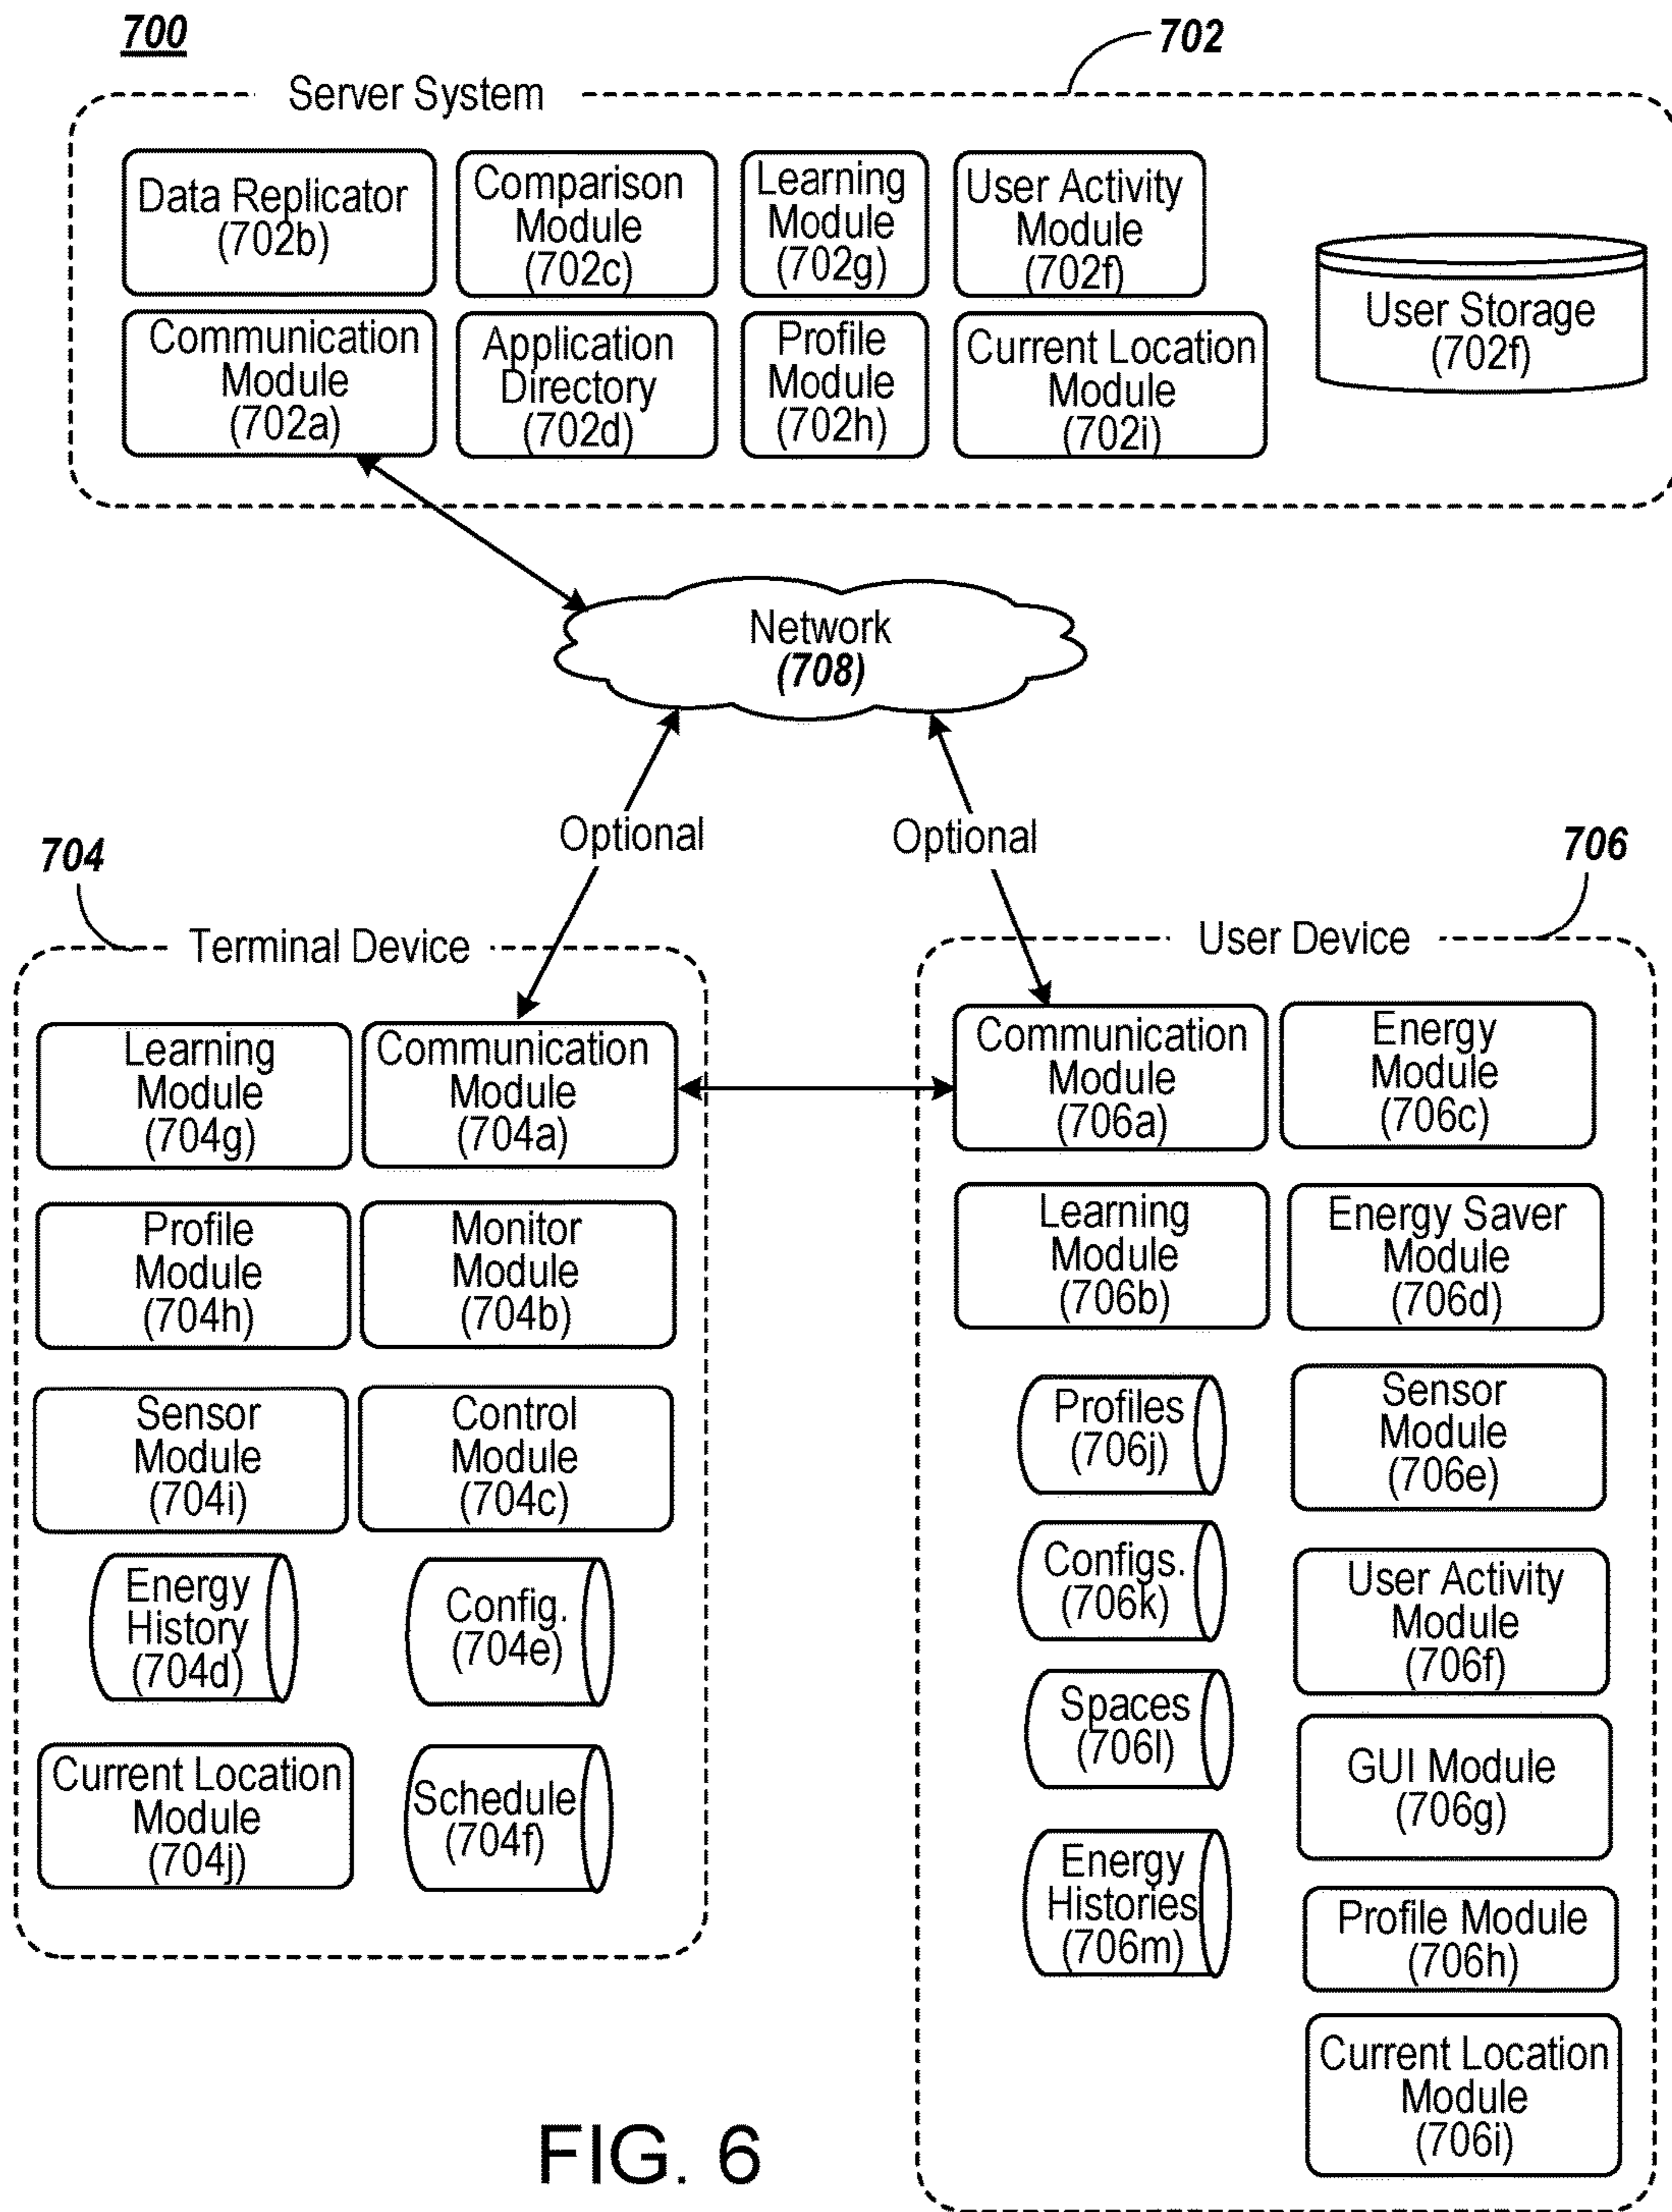 700
702
Server System
Data Replicator
(702b)
Comparison
Module
(702c)
Learning
Module
(702g)
User Activity
Module
(702f)
User Storage
(702f)
Communication
Module
(702a)
Application
Directory
(702d)
Profile
Module
(702h)
Current Location
Module
(702i)
Network
(708)
Optional
Optional
704
706
Terminal Device
User Device
Learning
Module
(704g)
Communication
Module
(704a)
Profile
Module
(704h)
Monitor
Module
(704b)
Sensor
Module
(704i)
Control
Module
(704c)
Energy
History
(704d)
Config.
(704e)
Current Location
Module
(704j)
Schedule
(704f)
Communication
Module
(706a)
Energy
Module
(706c)
Learning
Module
(706b)
Energy Saver
Module
(706d)
Profiles
(706j)
Sensor
Module
(706e)
Configs.
(706k)
User Activity
Module
(706f)
Spaces
(706l)
GUI Module
(706g)
Energy
Histories
(706m)
Profile Module
(706h)
Current Location
Module
(706i)
FIG. 6